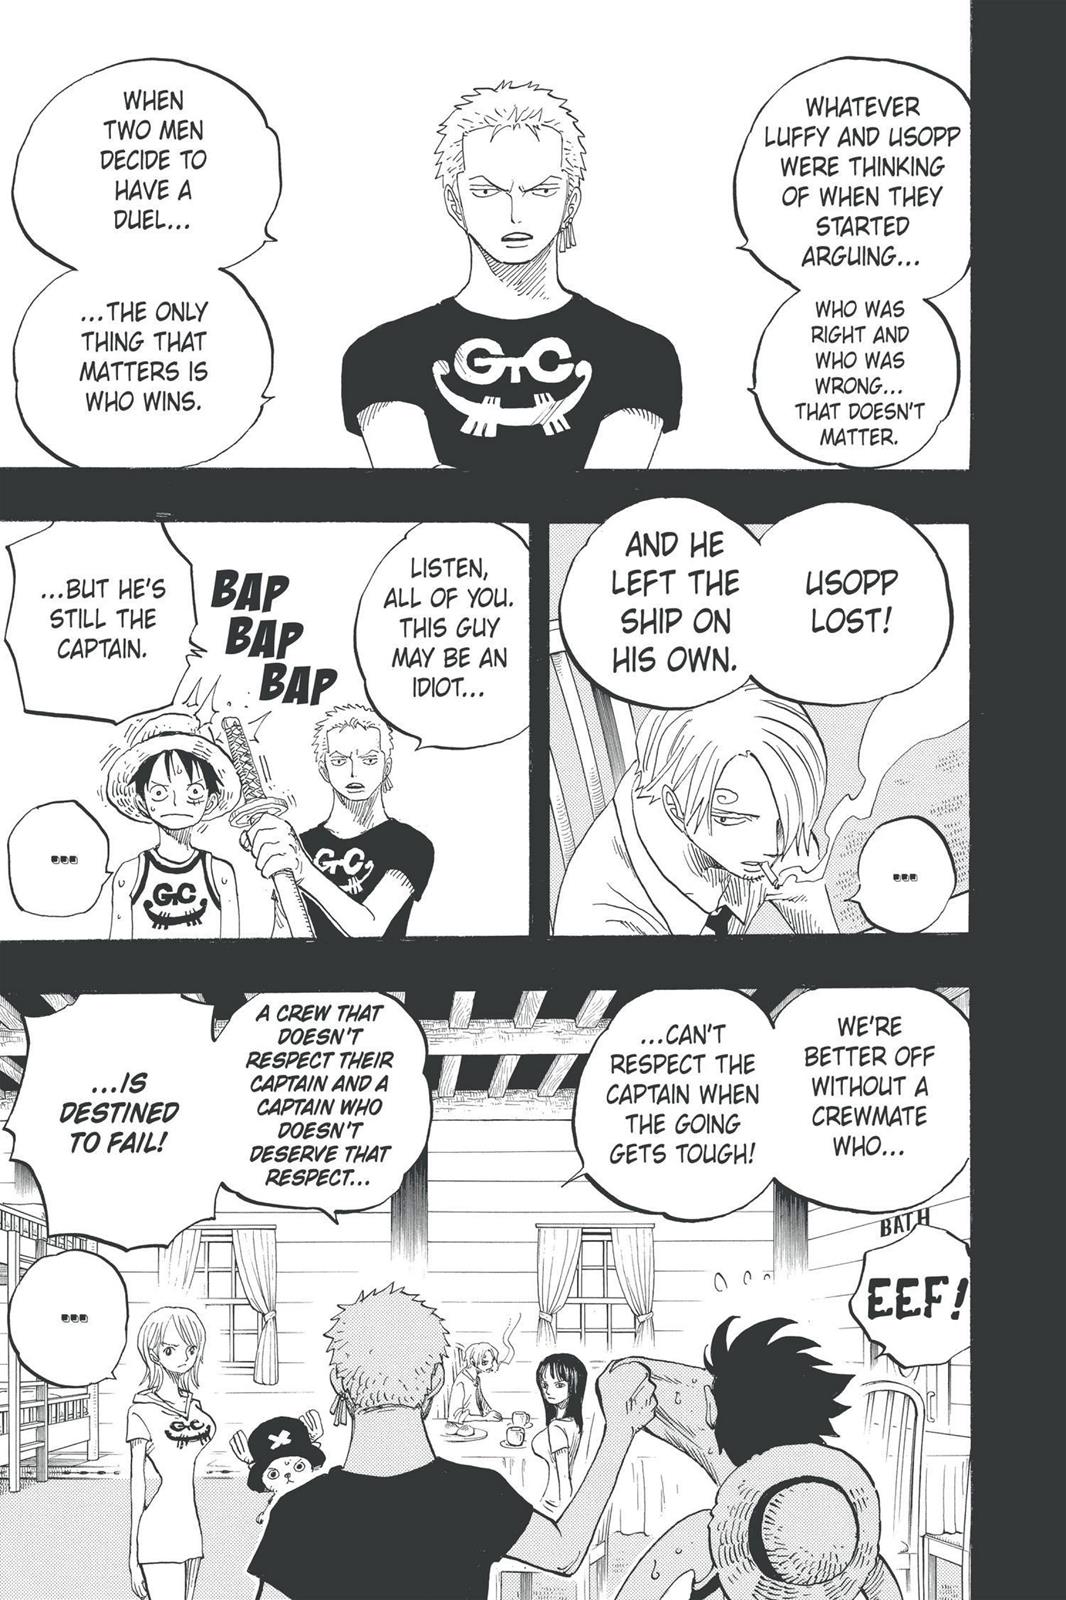 WHATEVER
LUFFY AND USOPP
WERE THINKING
OF WHEN THEY
STARTED
ARGUING...
WHO WAS
RIGHT AND
WHO WAS
WRONG...
THAT DOESN'T
MATTER.
WHEN
TWO MEN
DECIDE TO
HAVE A
DUEL...
...THE ONLY
THING THAT
MATTERS IS
WHO WINS.
GTC
USOPP
LOST!
AND HE
LEFT THE
SHIP ON
HIS OWN.
...
LISTEN,
ALL OF YOU.
THIS GUY
MAY BE AN
IDIOT...
BAP
BAP
BAP
...BUT HE'S
STILL THE
CAPTAIN.
...
GTC
GTC
WE'RE
BETTER OFF
WITHOUT A
CREWMATE
WHO...
...CAN'T
RESPECT THE
CAPTAIN WHEN
THE GOING
GETS TOUGH!
A CREW THAT
DOESN'T
RESPECT THEIR
CAPTAIN AND A
CAPTAIN WHO
DOESN'T
DESERVE THAT
RESPECT...
...IS
DESTINED
TO FAIL!
BATH
EEF!
...
GTC